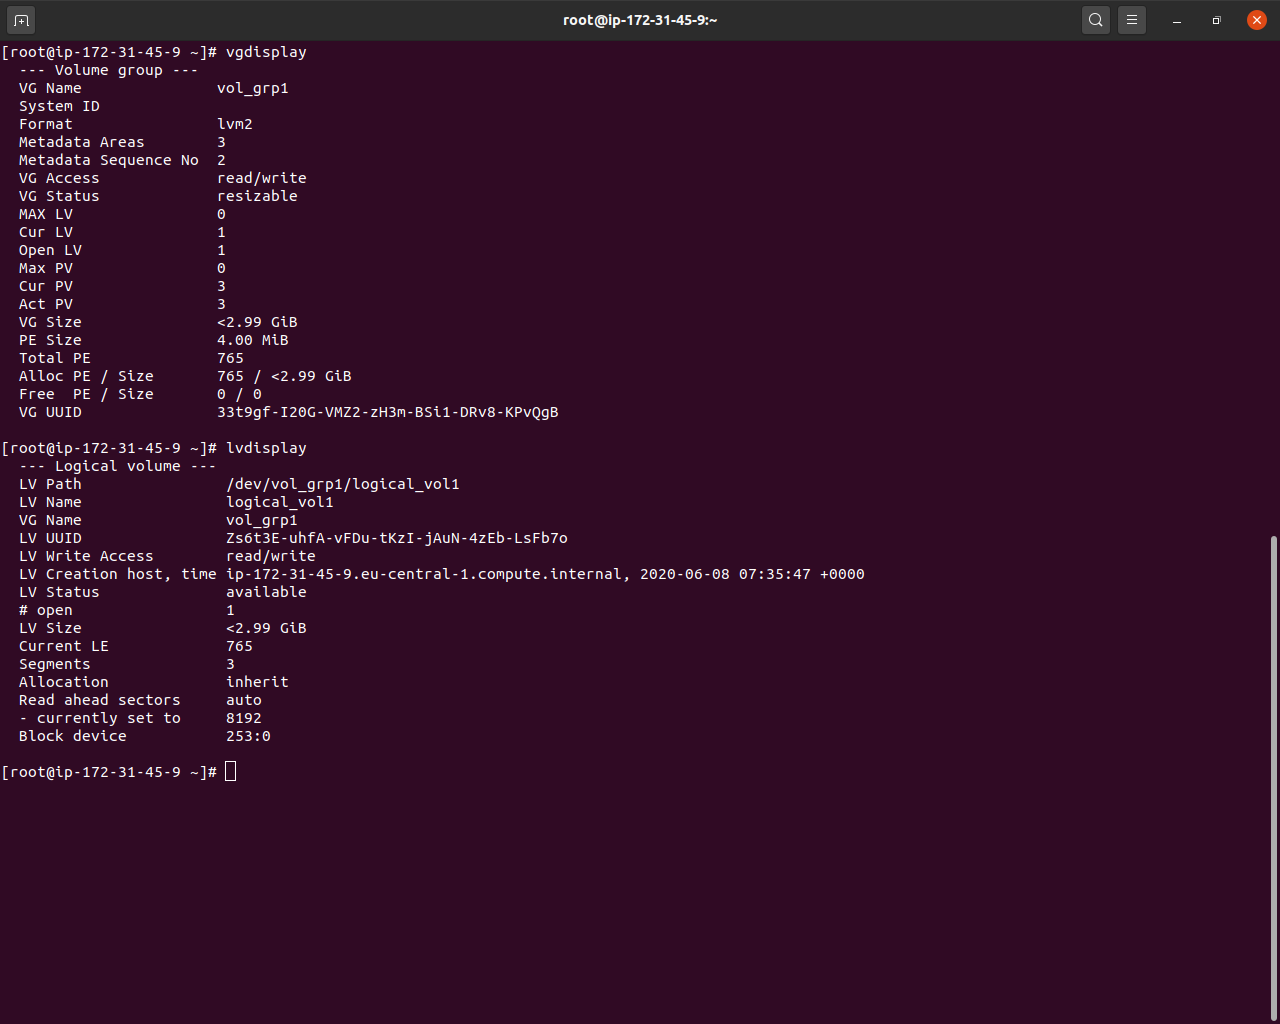 root@ip-172-31-45-9:~
[root@ip-172-31-45-9 ~]# vgdisplay
  --- Volume group ---
  VG Name               vol_grp1
  System ID
  Format                lvm2
  Metadata Areas        3
  Metadata Sequence No  2
  VG Access             read/write
  VG Status             resizable
  MAX LV                0
  Cur LV                1
  Open LV               1
  Max PV                0
  Cur PV                3
  Act PV                3
  VG Size               <2.99 GiB
  PE Size               4.00 MiB
  Total PE              765
  Alloc PE / Size       765 / <2.99 GiB
  Free  PE / Size       0 / 0
  VG UUID               33t9gf-I20G-VMZ2-zH3m-BSi1-DRv8-KPvQgB
[root@ip-172-31-45-9 ~]# lvdisplay
  --- Logical volume ---
  LV Path                /dev/vol_grp1/logical_vol1
  LV Name                logical_vol1
  VG Name                vol_grp1
  LV UUID                Zs6t3E-uhfA-vFDu-tKzI-jAuN-4zEb-LsFb7o
  LV Write Access        read/write
  LV Creation host, time ip-172-31-45-9.eu-central-1.compute.internal, 2020-06-08 07:35:47 +0000
  LV Status              available
  # open                 1
  LV Size                <2.99 GiB
  Current LE             765
  Segments               3
  Allocation             inherit
  Read ahead sectors     auto
  - currently set to     8192
  Block device           253:0
[root@ip-172-31-45-9 ~]#